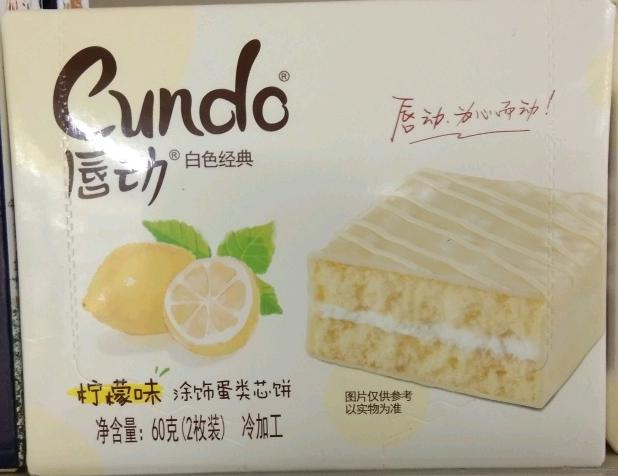 Cundo®
唇动®白色经典
唇动.为心而动!
柠檬味 涂饰蛋类芯饼
净含量:60克(2枚装) 冷加工
图片仅供参考
以实物为准